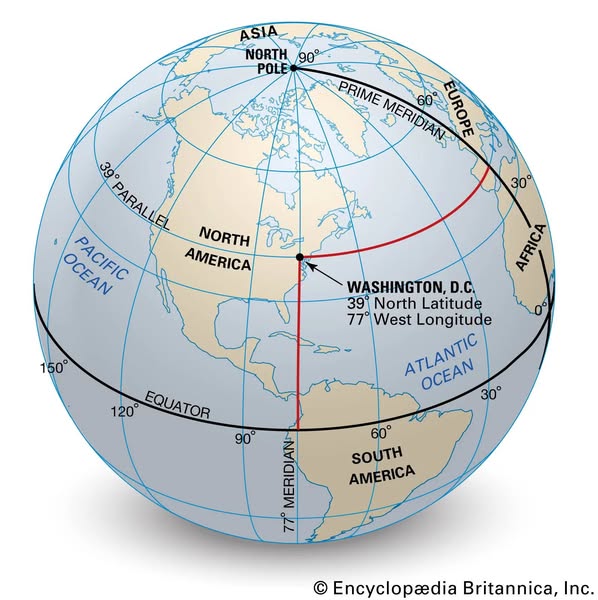 ASIA
NORTH
POLE
90°
PRIME MERIDIAN
60°
EUROPE
39° PARALLEL
30°
NORTH
AMERICA
AFRICA
PACIFIC
OCEAN
WASHINGTON, D.C.
39° North Latitude
77° West Longitude
0°
ATLANTIC
OCEAN
150°
120°
EQUATOR
90°
60°
30°
77° MERIDIAN
SOUTH
AMERICA
© Encyclopædia Britannica, Inc.